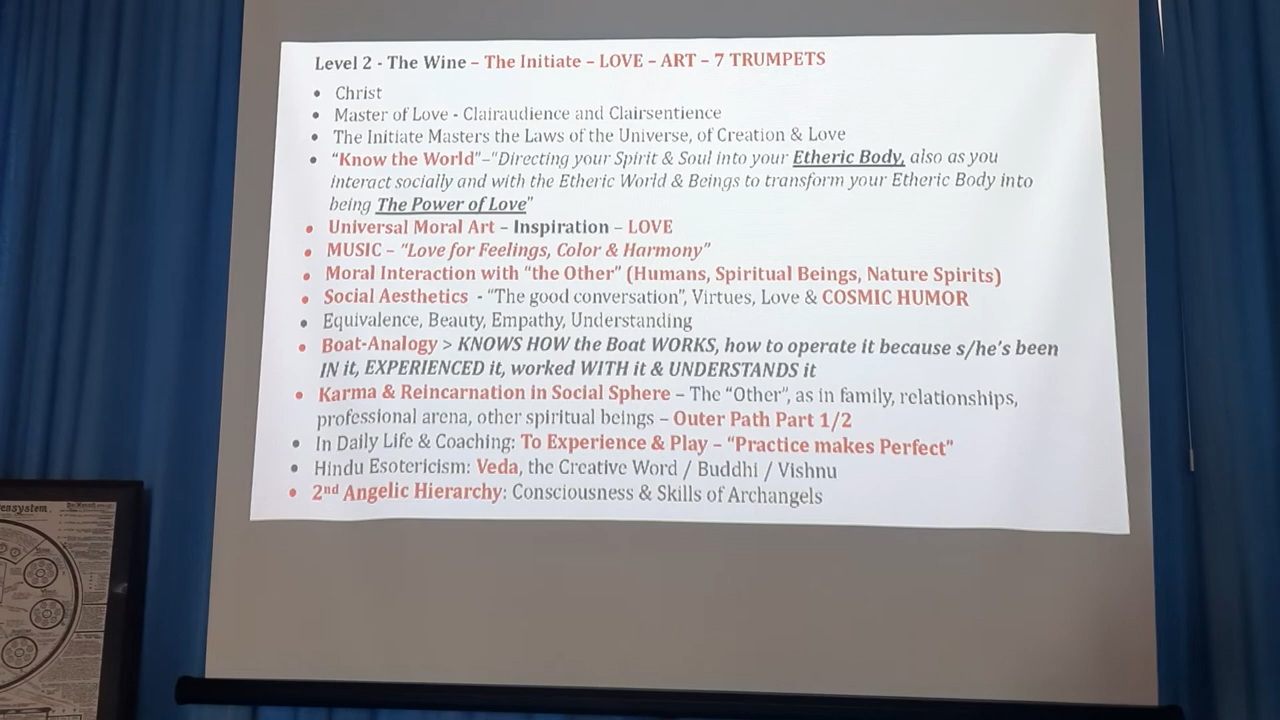 Level 2 - The Wine – The Initiate – LOVE – ART – 7 TRUMPETS
• Christ
• Master of Love - Clairaudience and Clairsentience
• The Initiate Masters the Laws of the Universe, of Creation & Love
• “Know the World”–“Directing your Spirit & Soul into your Etheric Body, also as you
interact socially and with the Etheric World & Beings to transform your Etheric Body into
being The Power of Love”
• Universal Moral Art – Inspiration – LOVE
• MUSIC – “Love for Feelings, Color & Harmony”
• Moral Interaction with “the Other” (Humans, Spiritual Beings, Nature Spirits)
• Social Aesthetics - “The good conversation”, Virtues, Love & COSMIC HUMOR
• Equivalence, Beauty, Empathy, Understanding
• Boat-Analogy > KNOWS HOW the Boat WORKS, how to operate it because s/he’s been
IN it, EXPERIENCED it, worked WITH it & UNDERSTANDS it
• Karma & Reincarnation in Social Sphere – The “Other”, as in family, relationships,
professional arena, other spiritual beings – Outer Path Part 1/2
• In Daily Life & Coaching: To Experience & Play – “Practice makes Perfect”
• Hindu Esotericism: Veda, the Creative Word / Buddhi / Vishnu
• 2nd Angelic Hierarchy: Consciousness & Skills of Archangels